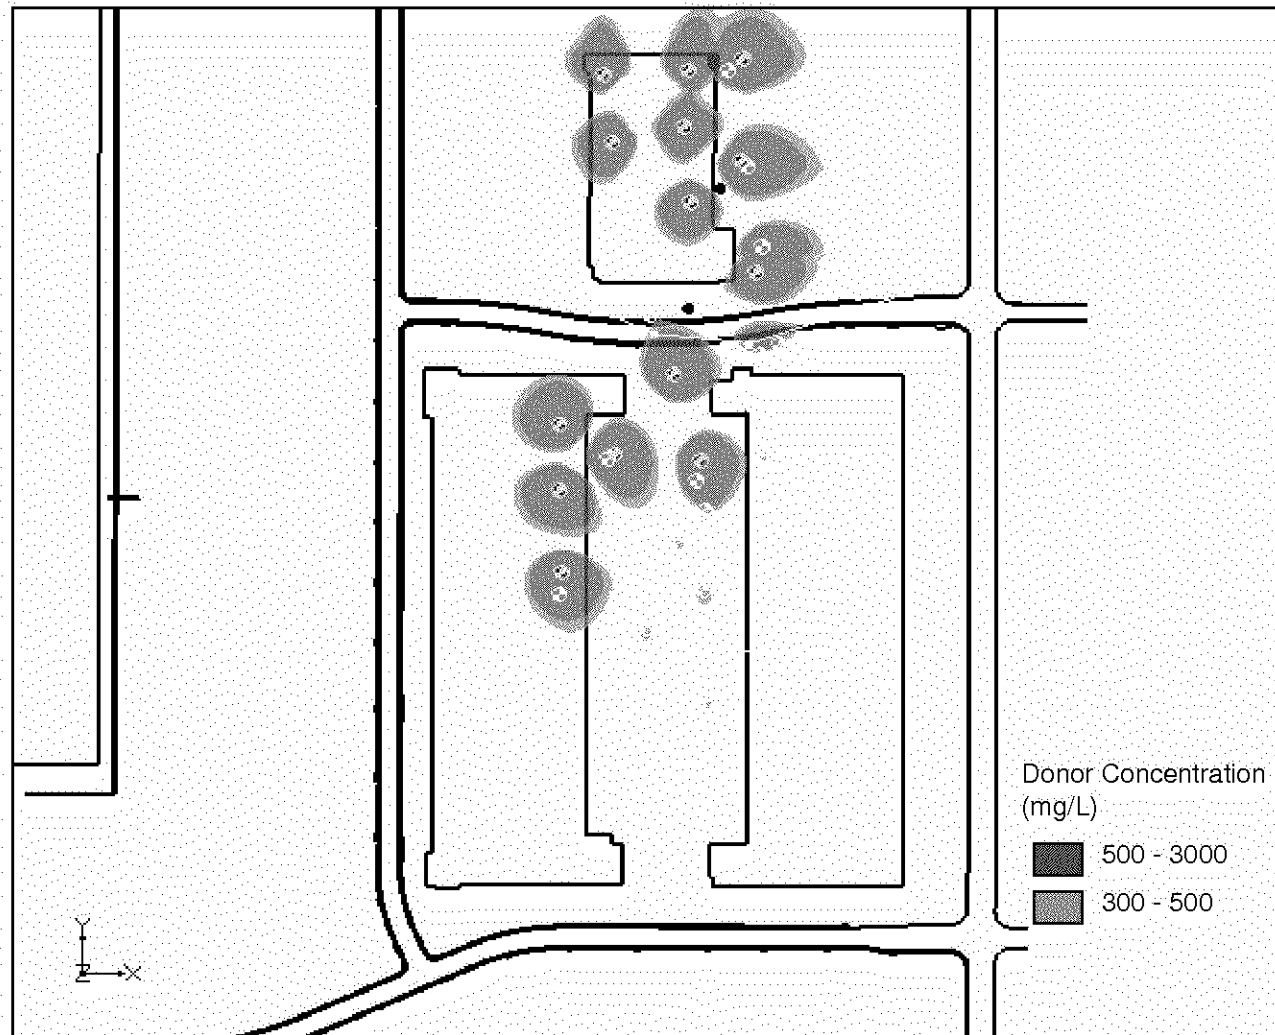 Donor Concentration
(mg/L)
500 - 3000
300 - 500
Y
Z
X